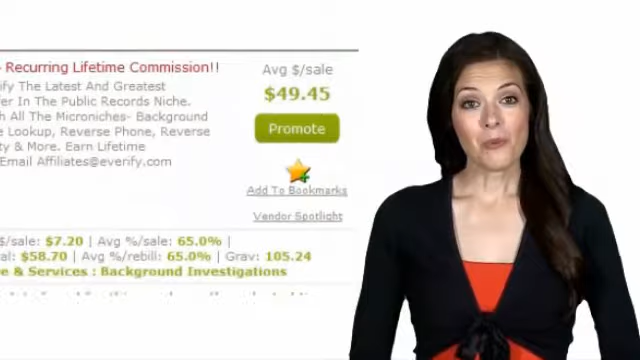 - Recurring Lifetime Commission!!
Avg $/sale
ify The Latest And Greatest
$49.45
fer In The Public Records Niche.
h All The Microniches- Background
Promote
e Lookup, Reverse Phone, Reverse
ty & More. Earn Lifetime
Email Affiliates@everify.com
Add To Bookmarks
Vendor Spotlight
$/sale: $7.20 | Avg %/sale: 65.0% |
al: $58.70 | Avg %/rebill: 65.0% | Grav: 105.24
e & Services : Background Investigations